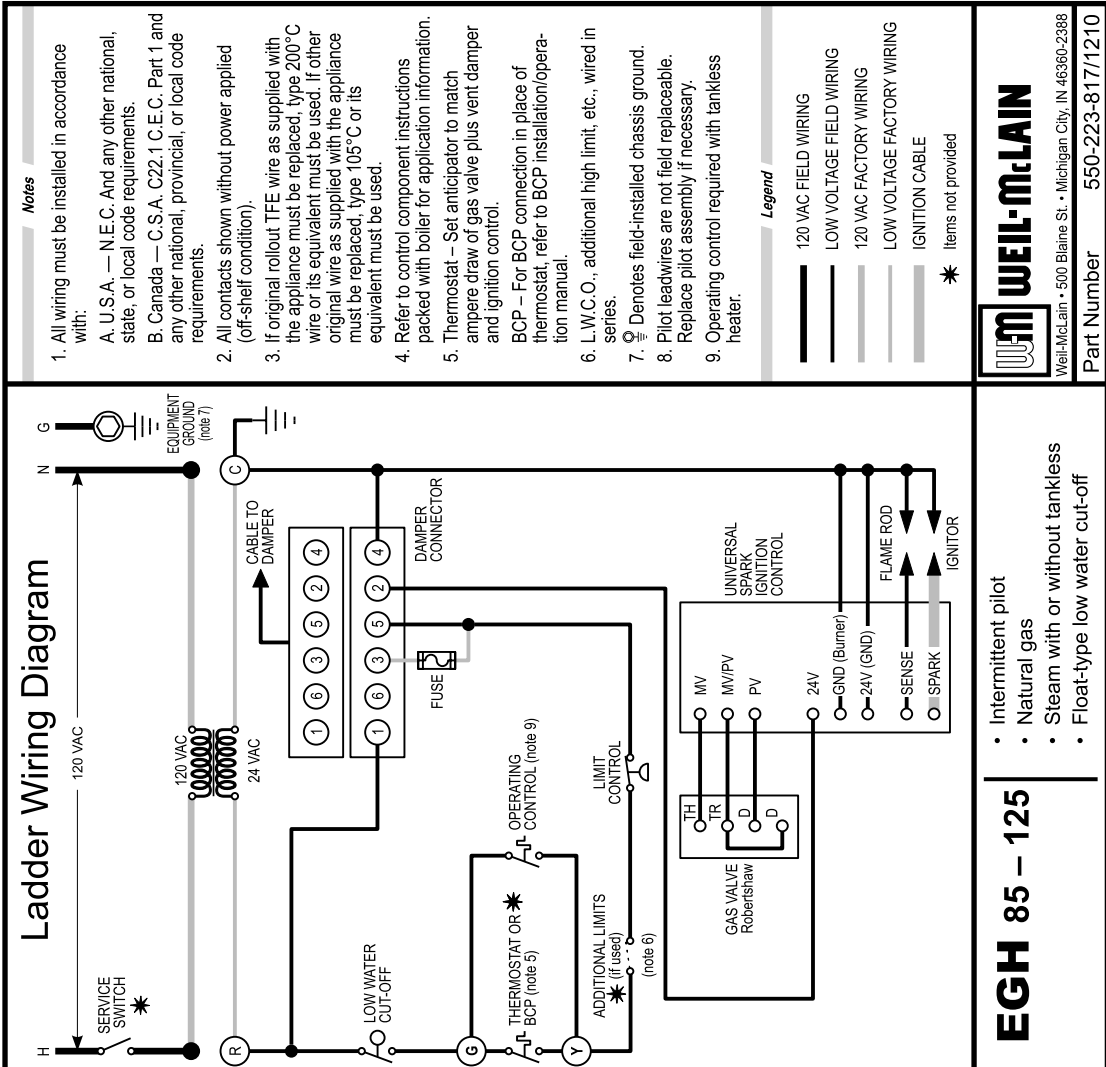 Ladder Wiring Diagram
H
120 VAC
N
G
SERVICE
SWITCH
EQUIPMENT
GROUND
(note 7)
120 VAC
24 VAC
R
C
CABLE TO
DAMPER
1 6 3 5 2 4
1 6 3 5 2 4
DAMPER
CONNECTOR
FUSE
LOW WATER
CUT-OFF
G
THERMOSTAT OR
BCP (note 5)
OPERATING
CONTROL (note 9)
Y
ADDITIONAL LIMITS
(if used)
(note 6)
LIMIT
CONTROL
UNIVERSAL
SPARK
IGNITION
CONTROL
GAS VALVE
Robertshaw
TH
TR
D
D
MV
MV/PV
PV
24V
GND (Burner)
24V (GND)
SENSE
SPARK
FLAME ROD
IGNITOR
EGH 85 – 125
• Intermittent pilot
• Natural gas
• Steam with or without tankless
• Float-type low water cut-off
Notes
1. All wiring must be installed in accordance
with:
A. U.S.A. — N.E.C. And any other national,
state, or local code requirements.
B. Canada — C.S.A. C22.1 C.E.C. Part 1 and
any other national, provincial, or local code
requirements.
2. All contacts shown without power applied
(off-shelf condition).
3. If original rollout TFE wire as supplied with
the appliance must be replaced, type 200°C
wire or its equivalent must be used. If other
original wire as supplied with the appliance
must be replaced, type 105°C or its
equivalent must be used.
4. Refer to control component instructions
packed with boiler for application information.
5. Thermostat – Set anticipator to match
ampere draw of gas valve plus vent damper
and ignition control.
BCP – For BCP connection in place of
thermostat, refer to BCP installation/opera-
tion manual.
6. L.W.C.O., additional high limit, etc., wired in
series.
7. Denotes field-installed chassis ground.
8. Pilot leadwires are not field replaceable.
Replace pilot assembly if necessary.
9. Operating control required with tankless
heater.
Legend
120 VAC FIELD WIRING
LOW VOLTAGE FIELD WIRING
120 VAC FACTORY WIRING
LOW VOLTAGE FACTORY WIRING
IGNITION CABLE
Items not provided
W-M WEIL-McLAIN
Weil-McLain • 500 Blaine St. • Michigan City, IN 46360-2388
Part Number 550-223-817/1210